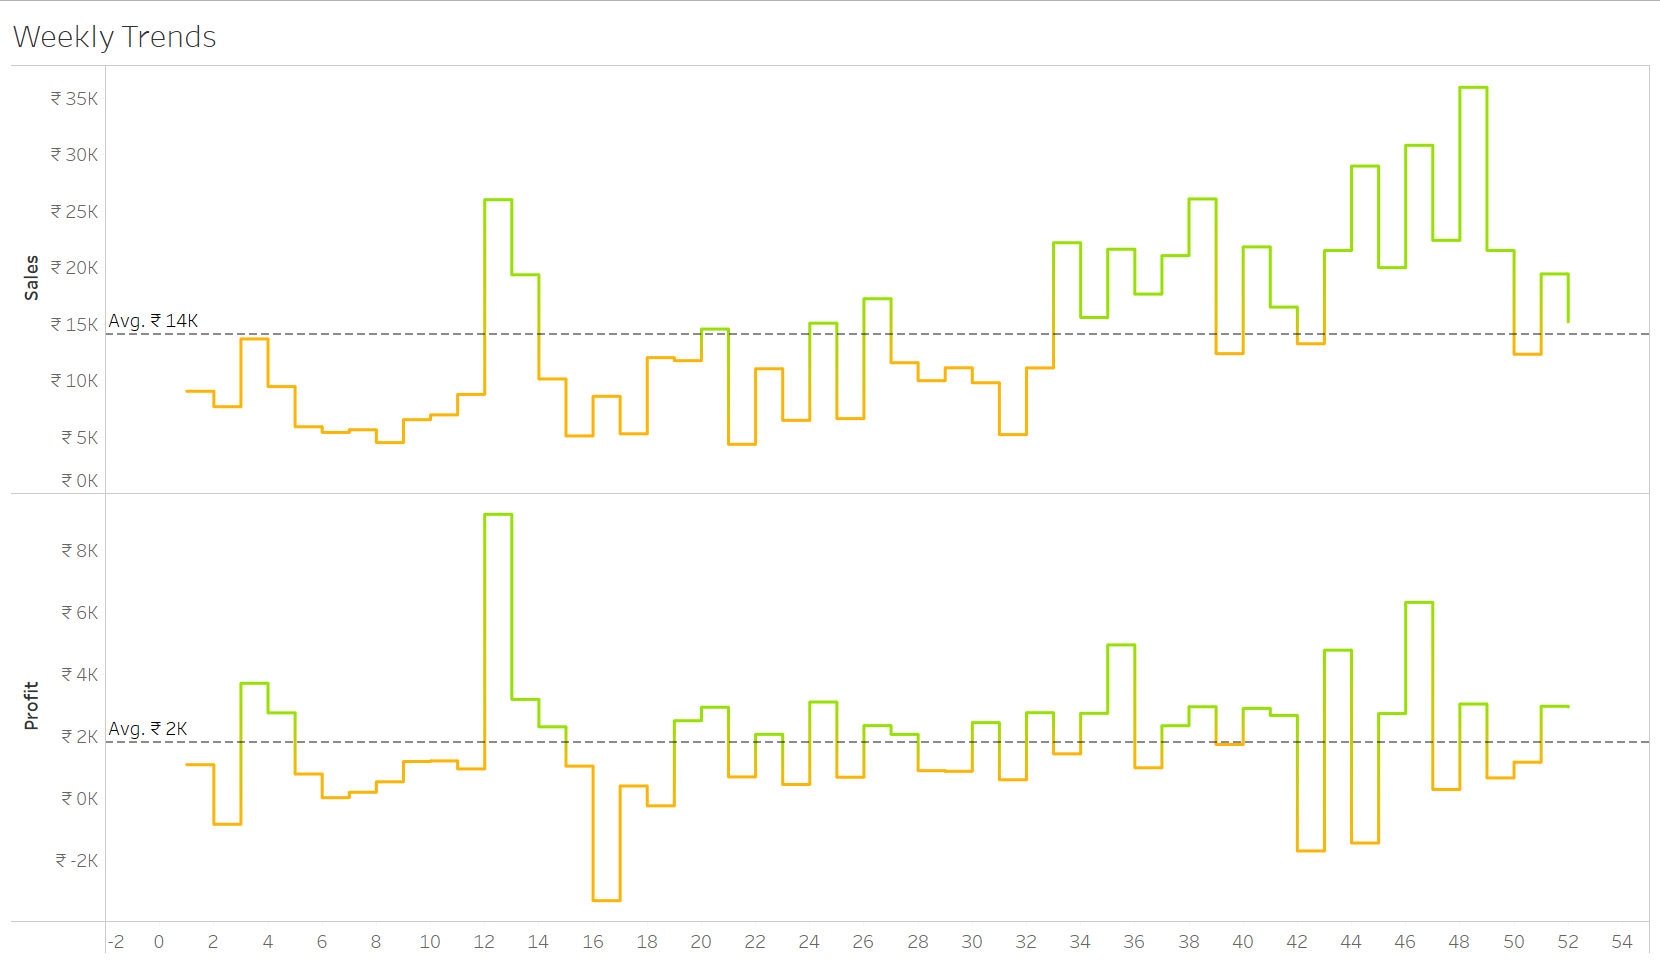 Weekly Trends
₹ 35K
₹ 30K
₹ 25K
₹ 20K
₹ 15K
₹ 10K
₹ 5K
₹ 0K
Sales
Avg. ₹ 14K
₹ 8K
₹ 6K
₹ 4K
₹ 2K
₹ 0K
₹ -2K
Profit
Avg. ₹ 2K
-2 0 2 4 6 8 10 12 14 16 18 20 22 24 26 28 30 32 34 36 38 40 42 44 46 48 50 52 54